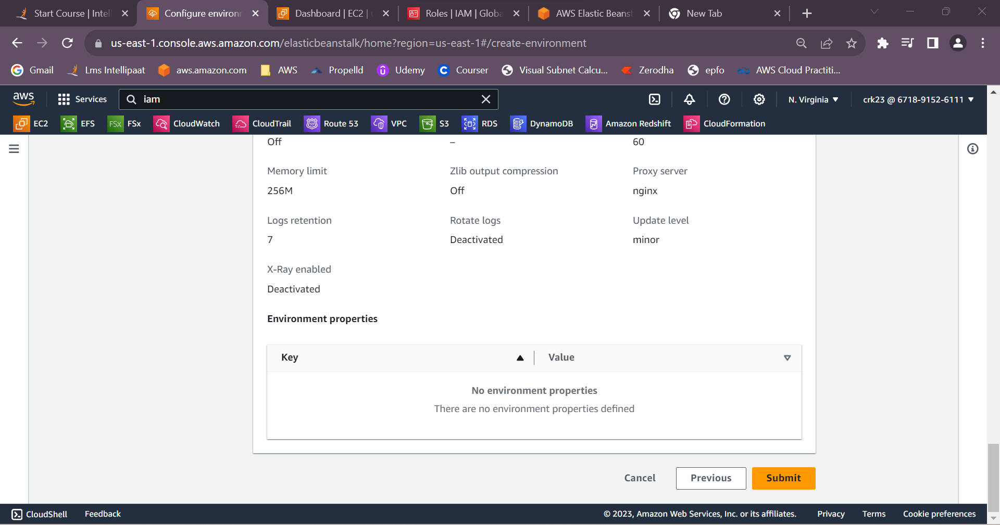 Start Course | Intel
Configure environ
Dashboard | EC2 |
Roles | IAM | Globa
AWS Elastic Beanst
New Tab
us-east-1.console.aws.amazon.com/elasticbeanstalk/home?region=us-east-1#/create-environment
Gmail
Lms Intellipaat
aws.amazon.com
AWS
Propelld
Udemy
Courser
Visual Subnet Calcu...
Zerodha
epfo
AWS Cloud Practiti...
aws
Services
iam
N. Virginia
crk23 @ 6718-9152-6111
EC2
EFS
FSx
FSx
CloudWatch
CloudTrail
53
Route 53
VPC
S3
RDS
DynamoDB
Amazon Redshift
CloudFormation
Off
–
60
Memory limit
Zlib output compression
Proxy server
256M
Off
nginx
Logs retention
Rotate logs
Update level
7
Deactivated
minor
X-Ray enabled
Deactivated
Environment properties
Key
Value
No environment properties
There are no environment properties defined
Cancel
Previous
Submit
CloudShell
Feedback
© 2023, Amazon Web Services, Inc. or its affiliates.
Privacy
Terms
Cookie preferences